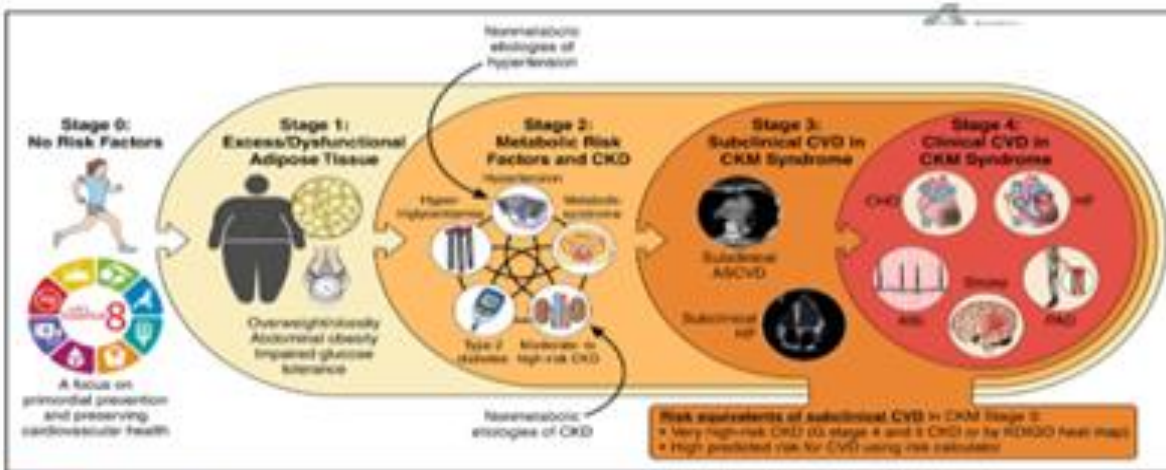 Nonmetabolic
etiologies of
hypertension
Stage 0:
No Risk Factors
Stage 1:
Excess/Dysfunctional
Adipose Tissue
Stage 2:
Metabolic Risk
Factors and CKD
Stage 3:
Subclinical CVD in
CKM Syndrome
Stage 4:
Clinical CVD in
CKM Syndrome
Hypertension
Hyper-
triglyceridemia
Metabolic
syndrome
Type 2
diabetes
Moderate- to
high-risk CKD
Subclinical
ASCVD
Subclinical
HF
CHD
HF
Afib
Stroke
PAD
8
Overweight/obesity
Abdominal obesity
Impaired glucose
tolerance
A focus on
primordial prevention
and preserving
cardiovascular health
Nonmetabolic
etiologies of CKD
Risk equivalents of subclinical CVD in CKM Stage 3:
• Very high-risk CKD (G stage 4 and 5 CKD or by KDIGO heat map)
• High predicted risk for CVD using risk calculator